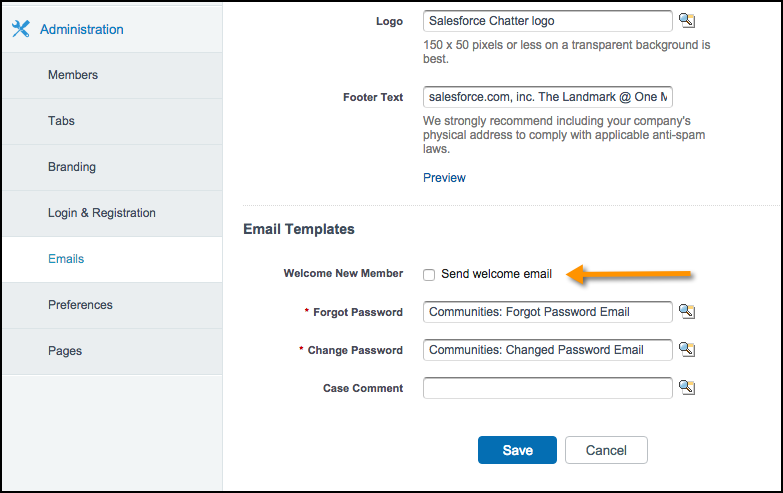 Administration
Members
Tabs
Branding
Login & Registration
Emails
Preferences
Pages
Logo
Salesforce Chatter logo
150 x 50 pixels or less on a transparent background is
best.
Footer Text
salesforce.com, inc. The Landmark @ One M
We strongly recommend including your company's
physical address to comply with applicable anti-spam
laws.
Preview
Email Templates
Welcome New Member
Send welcome email
* Forgot Password
Communities: Forgot Password Email
* Change Password
Communities: Changed Password Email
Case Comment
Save
Cancel